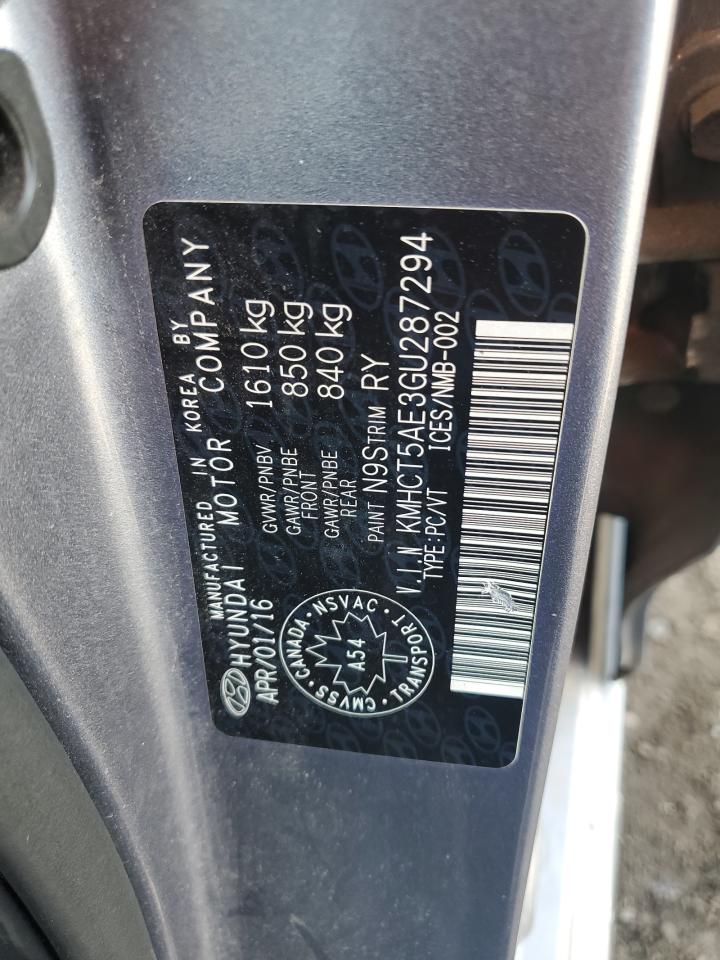 MANUFACTURED IN KOREA BY
HYUNDAI MOTOR COMPANY
APR/01/16
GVWR/PNBV 1610 kg
GAWR/PNBE FRONT 850 kg
GAWR/PNBE REAR 840 kg
PAINT N9S TRIM RY
CANADA · NSVAC · TRANSPORT · CMVSS ·
A54
V.I.N KMHCT5AE3GU287294
TYPE:PC/VT ICES/NMB-002